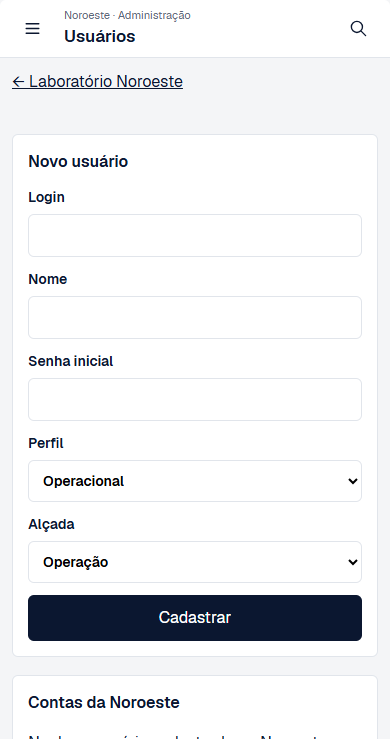 Noroeste · Administração
Usuários
← Laboratório Noroeste
Novo usuário
Login
Nome
Senha inicial
Perfil
Operacional
Alçada
Operação
Cadastrar
Contas da Noroeste